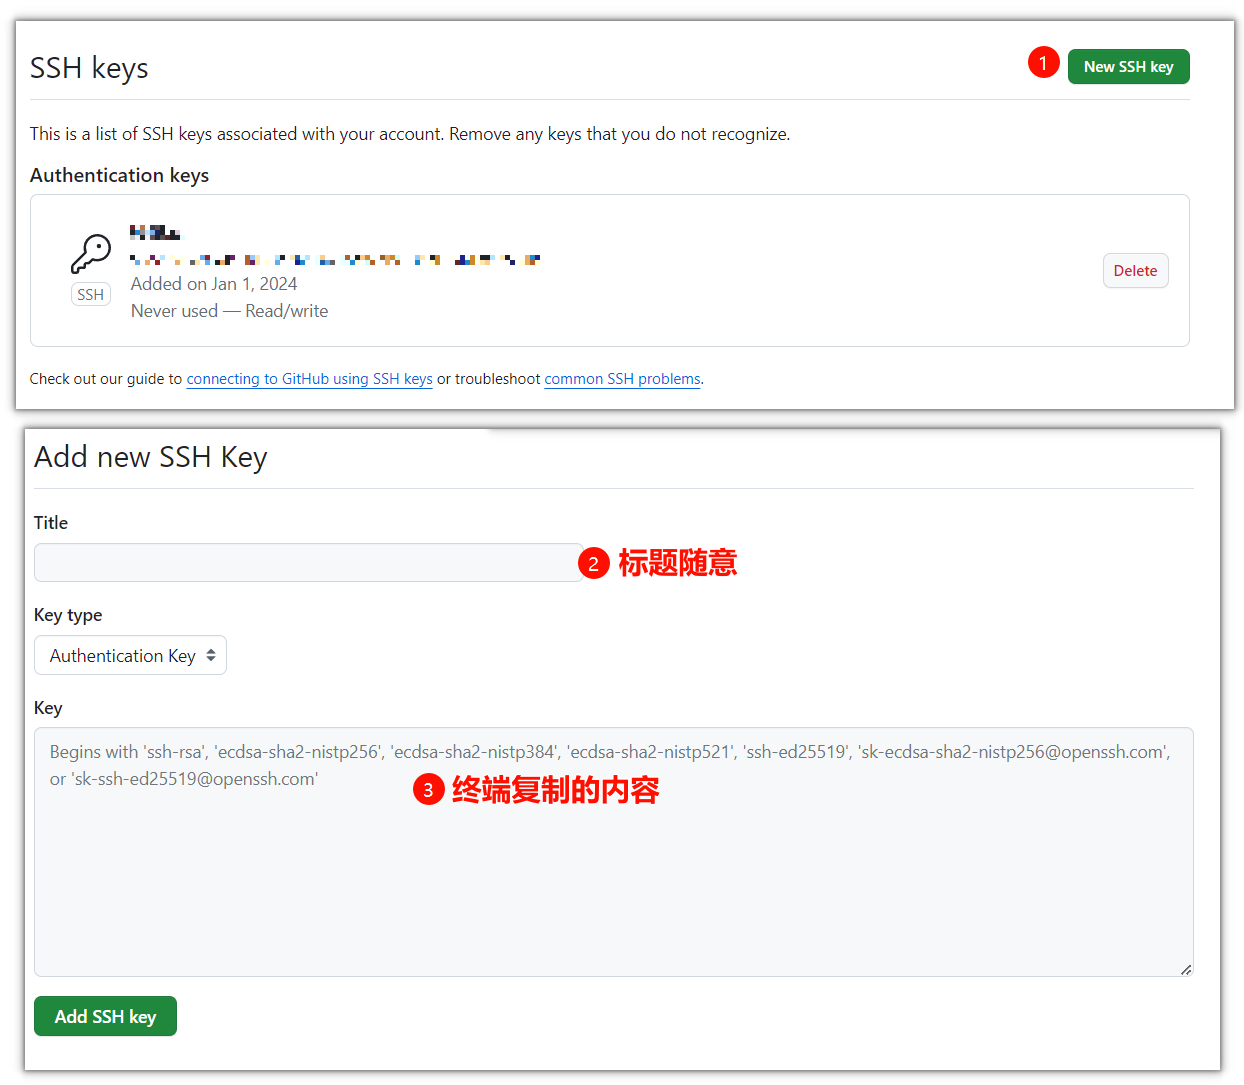 SSH keys
1 New SSH key
This is a list of SSH keys associated with your account. Remove any keys that you do not recognize.
Authentication keys
Added on Jan 1, 2024
SSH
Never used — Read/write
Delete
Check out our guide to connecting to GitHub using SSH keys or troubleshoot common SSH problems.
Add new SSH Key
Title
2 标题随意
Key type
Authentication Key
Key
Begins with 'ssh-rsa', 'ecdsa-sha2-nistp256', 'ecdsa-sha2-nistp384', 'ecdsa-sha2-nistp521', 'ssh-ed25519', 'sk-ecdsa-sha2-nistp256@openssh.com',
or 'sk-ssh-ed25519@openssh.com'
3 终端复制的内容
Add SSH key